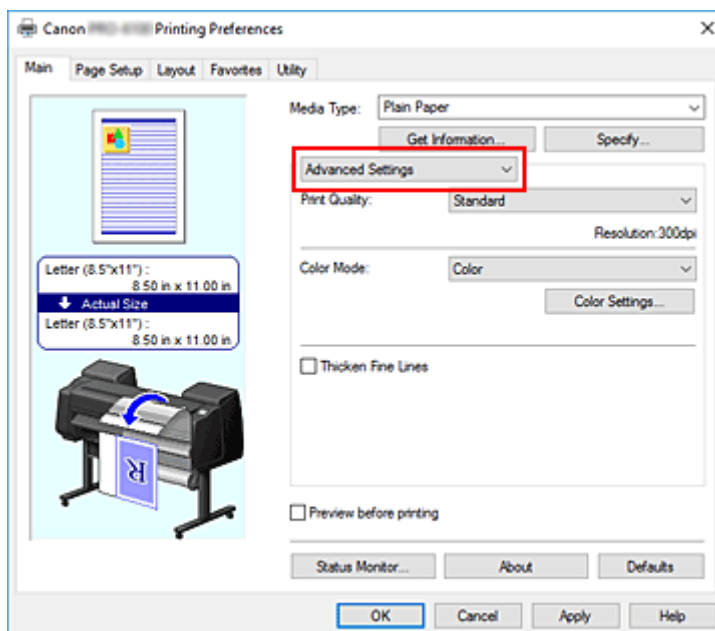 Canon Printing Preferences
Main Page Setup Layout Favorites Utility
Media Type: Plain Paper
Get Information... Specify...
Advanced Settings
Print Quality: Standard
Resolution:300dpi
Letter (8.5"x11") :
8.50 in x 11.00 in
Actual Size
Letter (8.5"x11") :
8.50 in x 11.00 in
Color Mode: Color
Color Settings...
Thicken Fine Lines
R
Preview before printing
Status Monitor... About Defaults
OK Cancel Apply Help